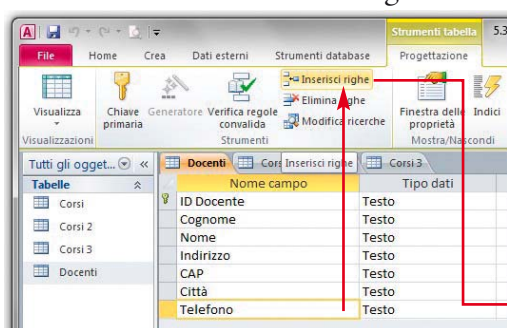 A
Strumenti tabella 5.3
File Home Crea Dati esterni Strumenti database Progettazione
Visualizza
Chiave primaria
Generatore
Verifica regole convalida
Inserisci righe
Elimina righe
Modifica ricerche
Finestra delle proprietà
Indici
Visualizzazioni Strumenti Mostra/Nascondi
Tutti gli ogget... «
Docenti Cors Inserisci righe Corsi 3
Tabelle
Corsi
Corsi 2
Corsi 3
Docenti
Nome campo Tipo dati
ID Docente Testo
Cognome Testo
Nome Testo
Indirizzo Testo
CAP Testo
Città Testo
Telefono Testo